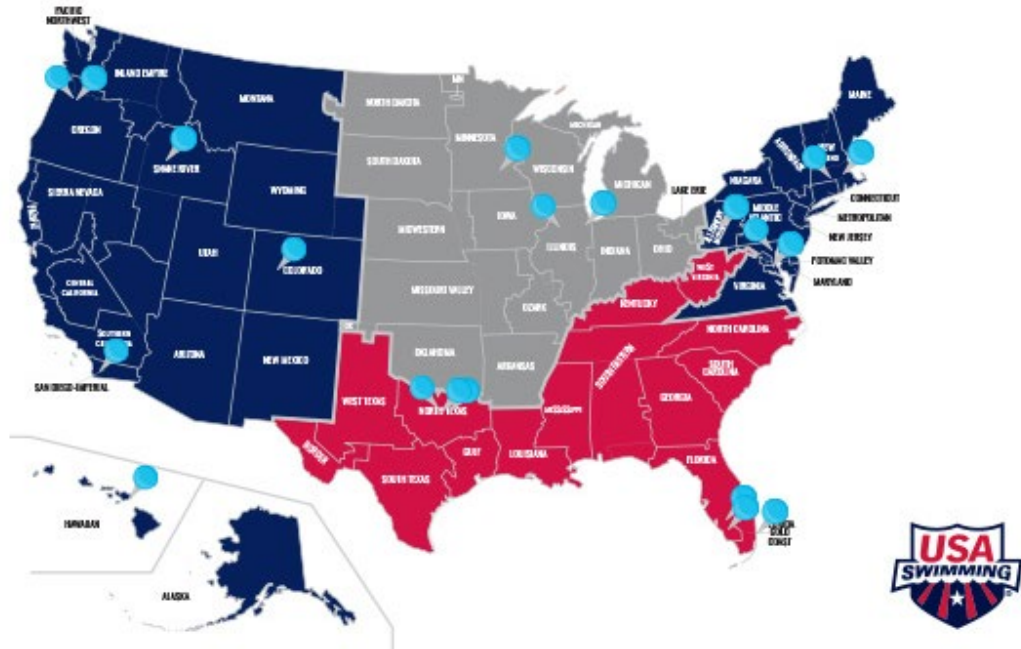 PACIFIC
NORTHWEST
INLAND EMPIRE
MONTANA
NORTH DAKOTA
MN
MINNESOTA
MICHIGAN
MAINE
OREGON
SNAKE RIVER
SOUTH DAKOTA
WISCONSIN
MICHIGAN
LAKE ERIE
NIAGARA
ADIRONDACK
NEW
CONNECTICUT
METROPOLITAN
NEW JERSEY
POTOMAC VALLEY
MARYLAND
MIDDLE
ATLANTIC
SIERRA NEVADA
WYOMING
IOWA
MIDWESTERN
ILLINOIS
INDIANA
OHIO
UTAH
COLORADO
WEST
VIRGINIA
VIRGINIA
CENTRAL
CALIFORNIA
MISSOURI VALLEY
OZARK
KENTUCKY
SOUTHERN
SAN DIEGO-IMPERIAL
ARIZONA
NEW MEXICO
OKLAHOMA
ARKANSAS
SOUTHEASTERN
NORTH CAROLINA
SOUTH
CAROLINA
WEST TEXAS
NORTH TEXAS
MISSISSIPPI
GEORGIA
BORDER
SOUTH TEXAS
GULF
LOUISIANA
FLORIDA
GOLD
COAST
HAWAIIAN
ALASKA
USA
SWIMMING